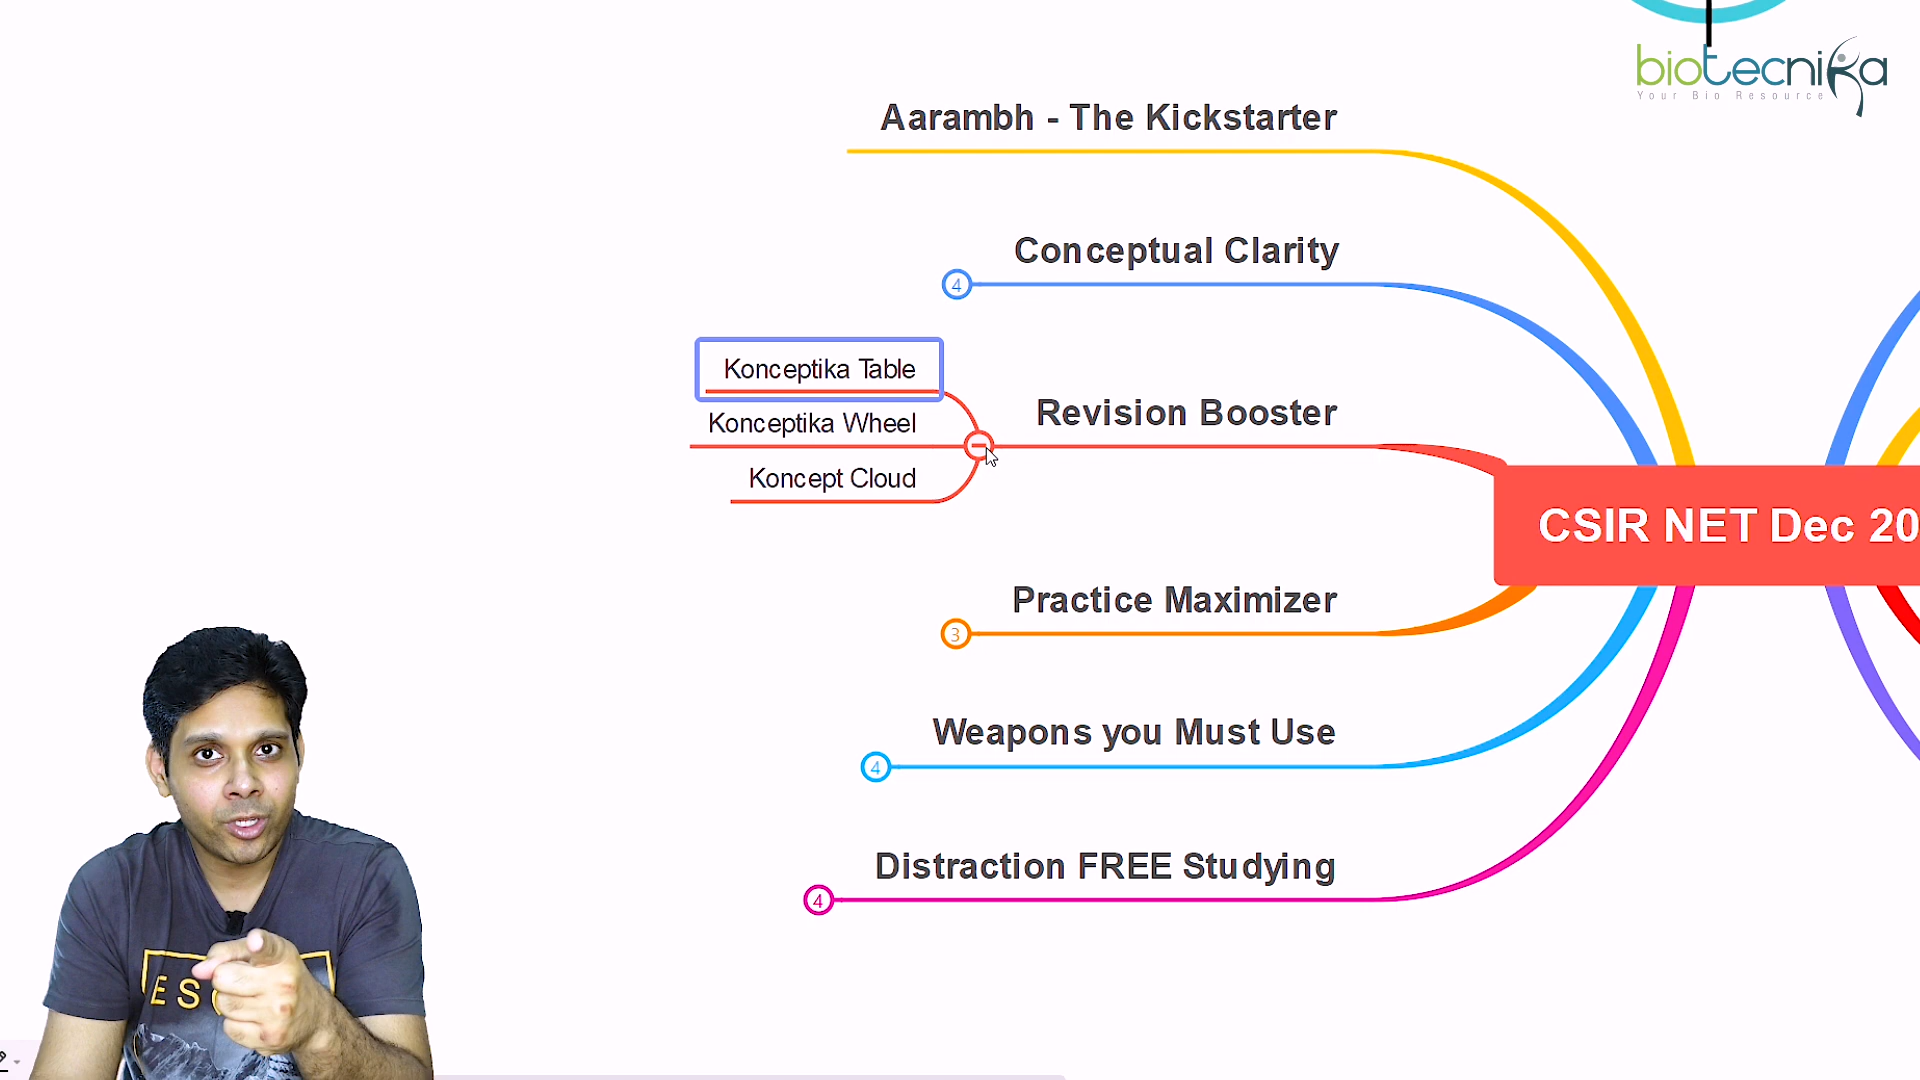 biotecnika
Your Bio Resource
Aarambh - The Kickstarter
Conceptual Clarity
4
Konceptika Table
Konceptika Wheel
Koncept Cloud
Revision Booster
CSIR NET Dec 20
Practice Maximizer
3
Weapons you Must Use
4
Distraction FREE Studying
4
ES